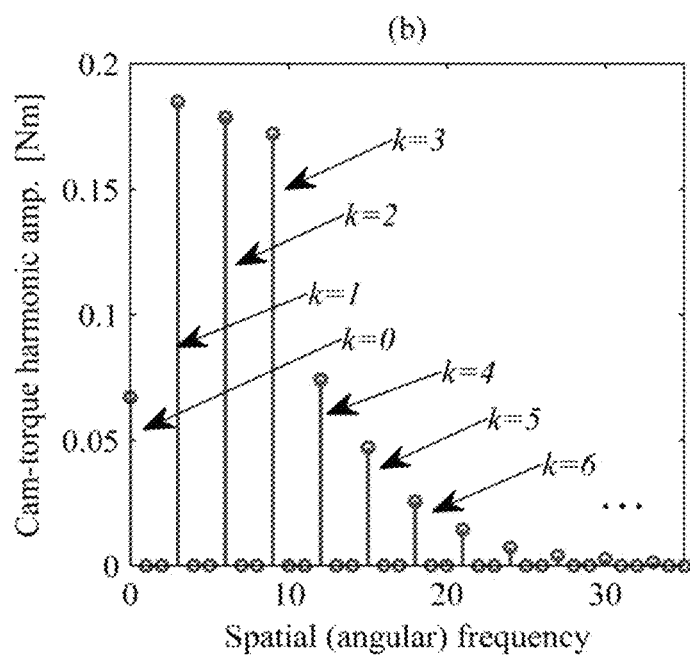 (b)
Cam-torque harmonic amp. [Nm]
0.2
0.15
0.1
0.05
0
k=3
k=2
k=1
k=0
k=4
k=5
k=6
...
0 10 20 30
Spatial (angular) frequency